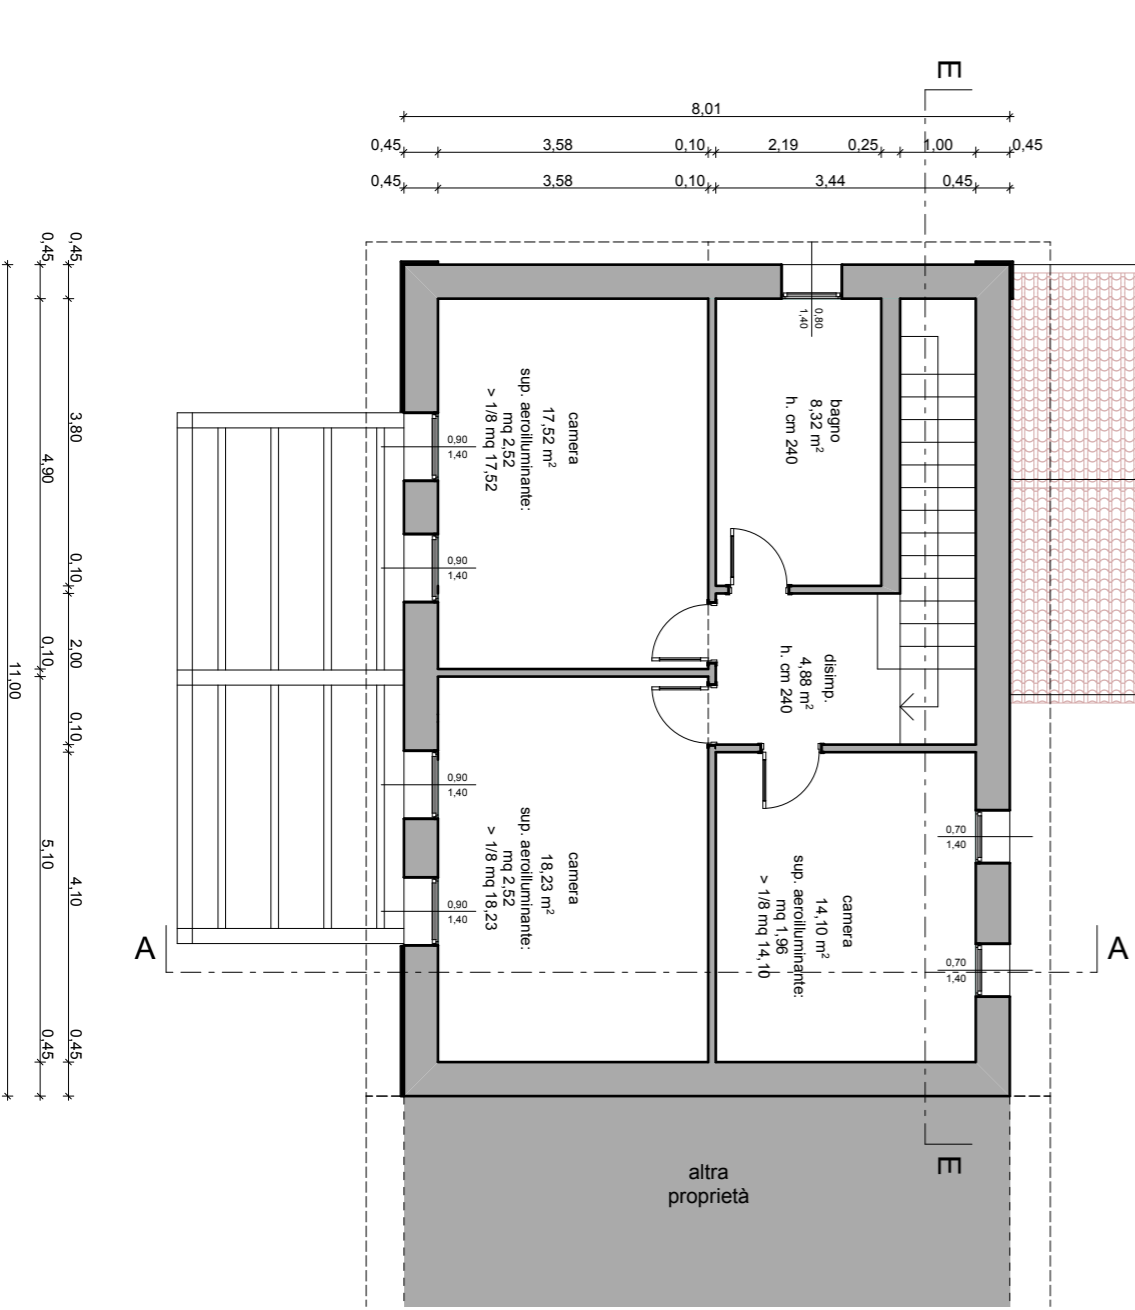 E
8,01
0,45 3,58 0,10 2,19 0,25 1,00 0,45
0,45 3,58 0,10 3,44 0,45
0,45 0,45
3,80
4,90
0,10
2,00
0,10
11,00
0,10
5,10
4,10
0,45 0,45
0,80
1,40
bagno
8,32 m²
h. cm 240
camera
17,52 m²
sup. aeroilluminante:
mq 2,52
> 1/8 mq 17,52
0,90
1,40
0,90
1,40
disimp.
4,88 m²
h. cm 240
0,90
1,40
0,90
1,40
camera
18,23 m²
sup. aeroilluminante:
mq 2,52
> 1/8 mq 18,23
camera
14,10 m²
sup. aeroilluminante:
mq 1,96
> 1/8 mq 14,10
0,70
1,40
0,70
1,40
A A
E
altra
proprietà